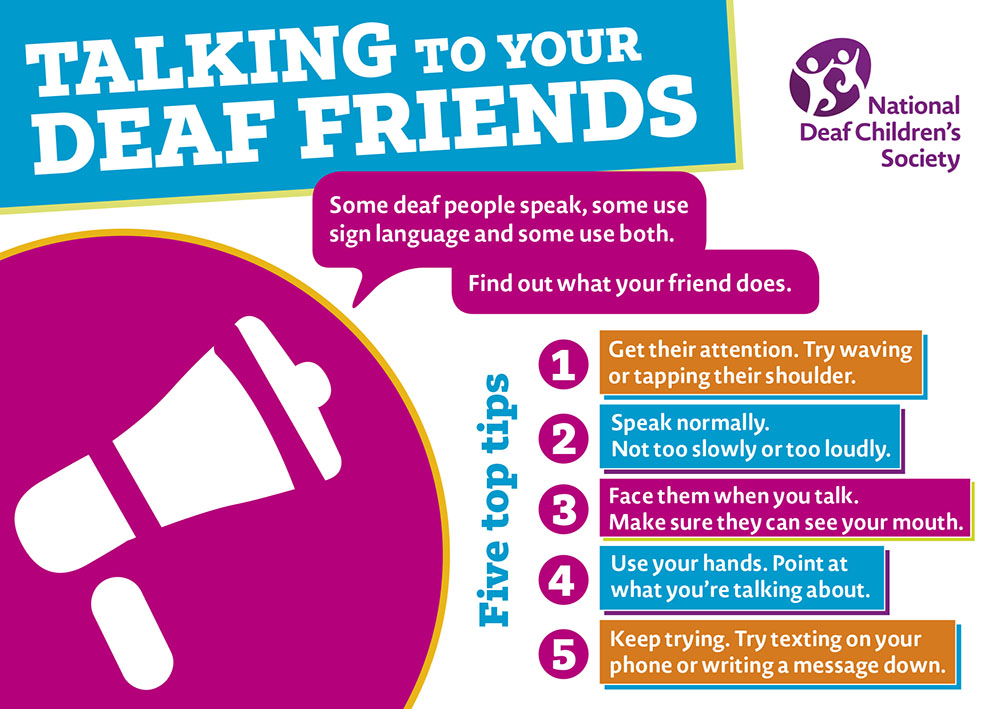 TALKING TO YOUR
DEAF FRIENDS
National
Deaf Children's
Society
Some deaf people speak, some use
sign language and some use both.
Find out what your friend does.
Five top tips
1
Get their attention. Try waving
or tapping their shoulder.
2
Speak normally.
Not too slowly or too loudly.
3
Face them when you talk.
Make sure they can see your mouth.
4
Use your hands. Point at
what you're talking about.
5
Keep trying. Try texting on your
phone or writing a message down.